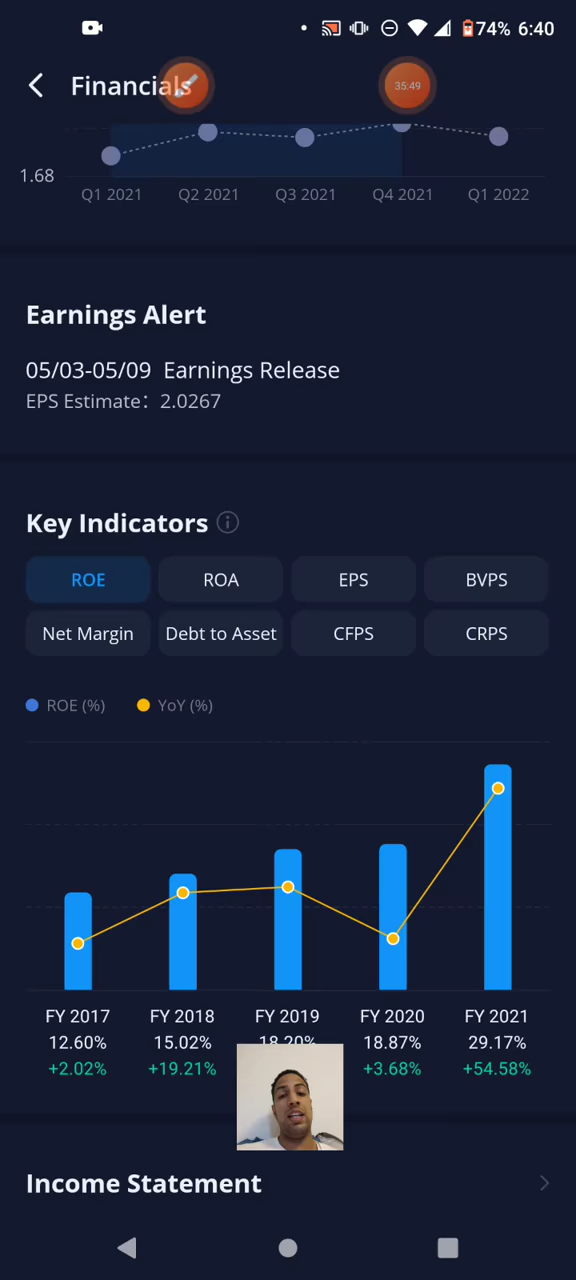 74% 6:40
Financials
35:49
1.68
Q1 2021 Q2 2021 Q3 2021 Q4 2021 Q1 2022
Earnings Alert
05/03-05/09 Earnings Release
EPS Estimate: 2.0267
Key Indicators
ROE ROA EPS BVPS
Net Margin Debt to Asset CFPS CRPS
ROE (%) YoY (%)
FY 2017 FY 2018 FY 2019 FY 2020 FY 2021
12.60% 15.02% 18.20% 18.87% 29.17%
+2.02% +19.21% +3.68% +54.58%
Income Statement